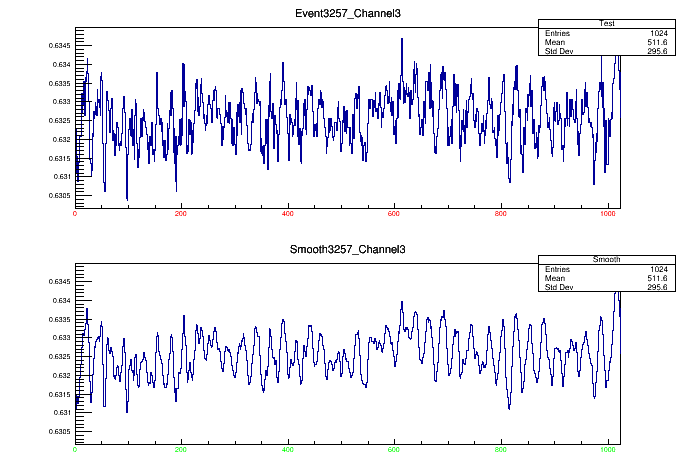 Event3257_Channel3
Test
Entries 1024
Mean 511.6
Std Dev 295.6
0.6345
0.634
0.6335
0.633
0.6325
0.632
0.6315
0.631
0.6305
0 200 400 600 800 1000
Smooth3257_Channel3
Smooth
Entries 1024
Mean 511.6
Std Dev 295.6
0.6345
0.634
0.6335
0.633
0.6325
0.632
0.6315
0.631
0.6305
0 200 400 600 800 1000